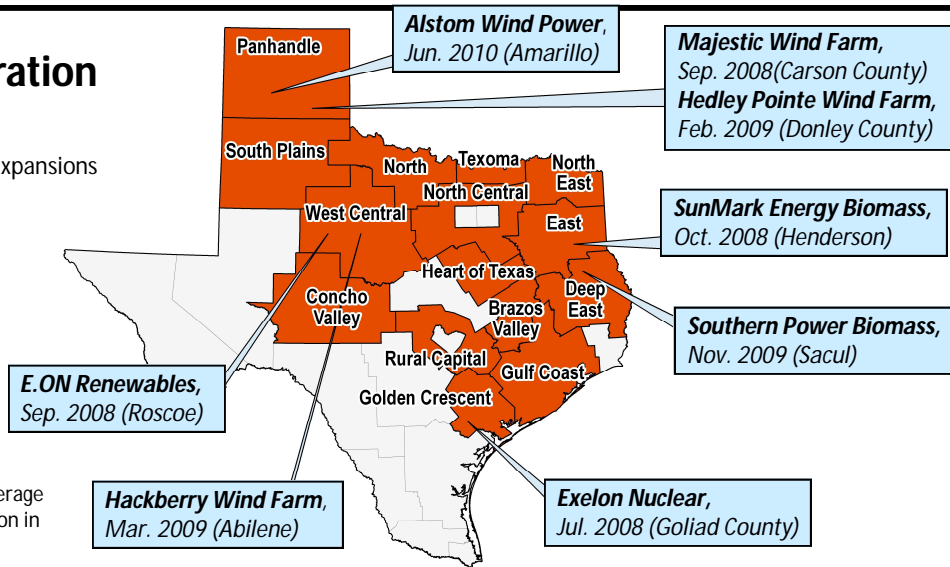 ration
xpansions
erage
on in
Alstom Wind Power,
Jun. 2010 (Amarillo)
Majestic Wind Farm,
Sep. 2008(Carson County)
Hedley Pointe Wind Farm,
Feb. 2009 (Donley County)
SunMark Energy Biomass,
Oct. 2008 (Henderson)
Southern Power Biomass,
Nov. 2009 (Sacul)
E.ON Renewables,
Sep. 2008 (Roscoe)
Hackberry Wind Farm,
Mar. 2009 (Abilene)
Exelon Nuclear,
Jul. 2008 (Goliad County)
Panhandle
South Plains
North
Texoma
North
East
North Central
West Central
East
Heart of Texas
Concho
Valley
Brazos
Valley
Deep
East
Rural Capital
Gulf Coast
Golden Crescent